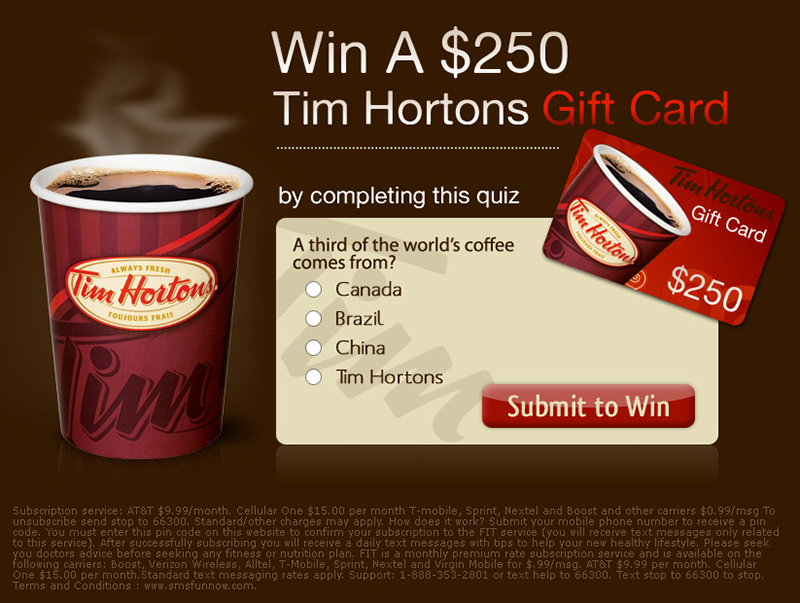 Win A $250
Tim Hortons Gift Card
by completing this quiz
A third of the world's coffee
comes from?
Canada
Brazil
China
Tim Hortons
Submit to Win
Tim Hortons
Gift Card
$250
ALWAYS FRESH
Tim Hortons
TOUJOURS FRAIS
ALWAYS FRESH
Tim Hortons.
TOUJOURS FRAIS
Tim
Tim
Subscription service: AT&T $9.99/month. Cellular One $15.00 per month T-mobile, Sprint, Nextel and Boost and other carriers $0.99/msg To
unsubscribe send stop to 66300. Standard/other charges may apply. How does it work? Submit your mobile phone number to receive a pin
code. You must enter this pin code on this website to confirm your subscription to the FIT service (you will receive text messages only related
to this service). After successfully subscribing you will receive a daily text messages with tips to help your new healthy lifestyle. Please seek
you doctors advice before seeking any fitness or nutrition plan. FIT is a monthly premium rate subscription service and is available on the
following carriers: Boost, Verizon Wireless, Alltel, T-Mobile, Sprint, Nextel and Virgin Mobile for $.99/msg. AT&T $9.99 per month. Cellular
One $15.00 per month.Standard text messaging rates apply. Support: 1-888-353-2801 or text help to 66300. Text stop to 66300 to stop.
Terms and Conditions : www.smsfunnow.com.